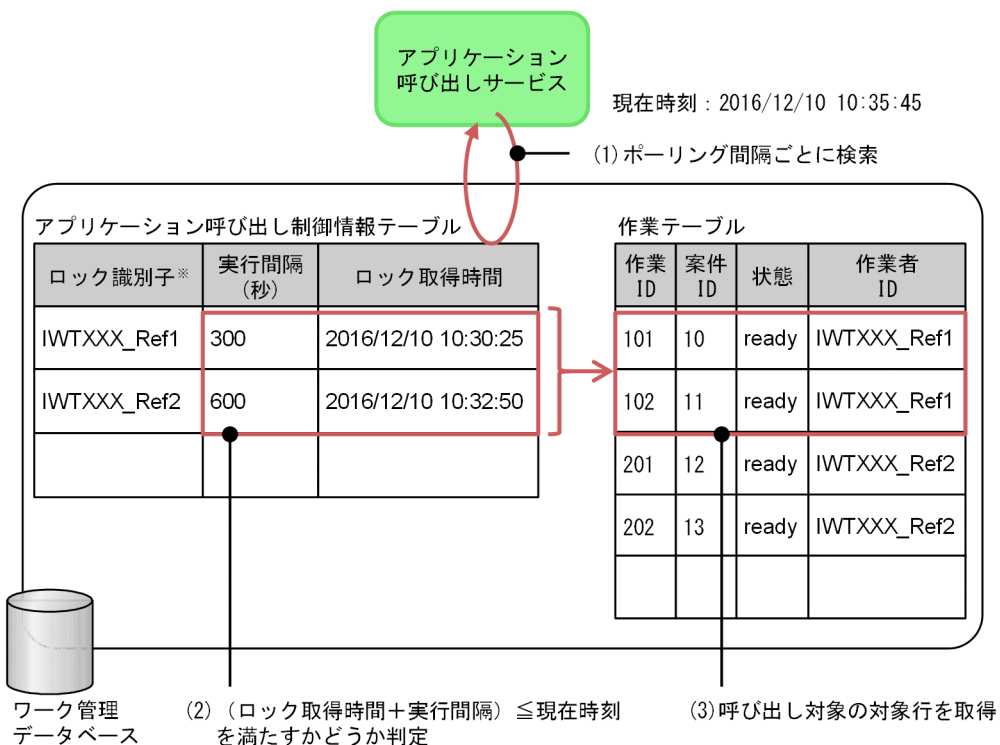 アプリケーション
呼び出しサービス
現在時刻：2016/12/10 10:35:45
(1)ポーリング間隔ごとに検索
アプリケーション呼び出し制御情報テーブル
ロック識別子※
実行間隔
(秒)
ロック取得時間
IWTXXX_Ref1
300
2016/12/10 10:30:25
IWTXXX_Ref2
600
2016/12/10 10:32:50
作業テーブル
作業
ID
案件
ID
状態
作業者
ID
101
10
ready
IWTXXX_Ref1
102
11
ready
IWTXXX_Ref1
201
12
ready
IWTXXX_Ref2
202
13
ready
IWTXXX_Ref2
ワーク管理
データベース
(2) (ロック取得時間＋実行間隔) ≦現在時刻
を満たすかどうか判定
(3)呼び出し対象の対象行を取得